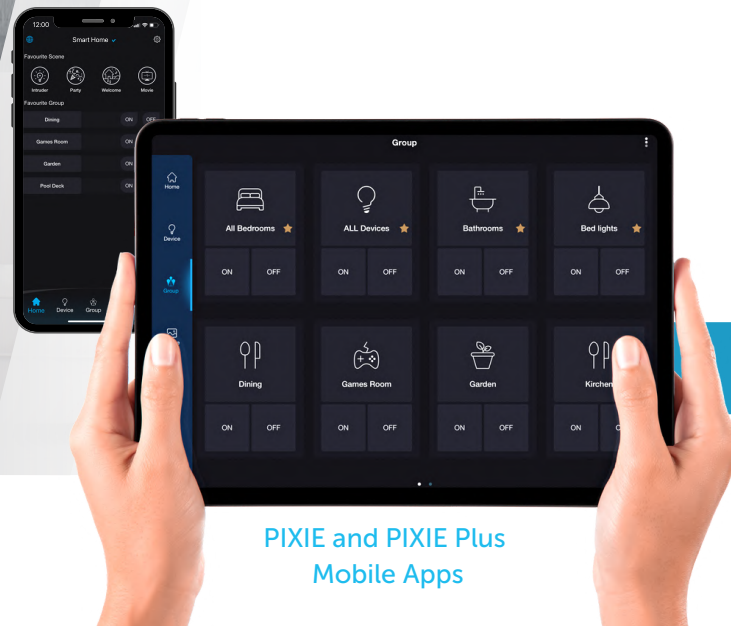 12:00
Smart Home
Favourite Scene
Intruder Party Welcome Movie
Favourite Group
Dining ON OFF
Games Room ON
Garden ON
Pool Deck ON
Home Device Group
Group
Home
Device
Group
All Bedrooms ALL Devices Bathrooms Bed lights
ON OFF ON OFF ON OFF ON OFF
Dining Games Room Garden Kirchen
ON OFF ON OFF ON OFF ON
PIXIE and PIXIE Plus
Mobile Apps